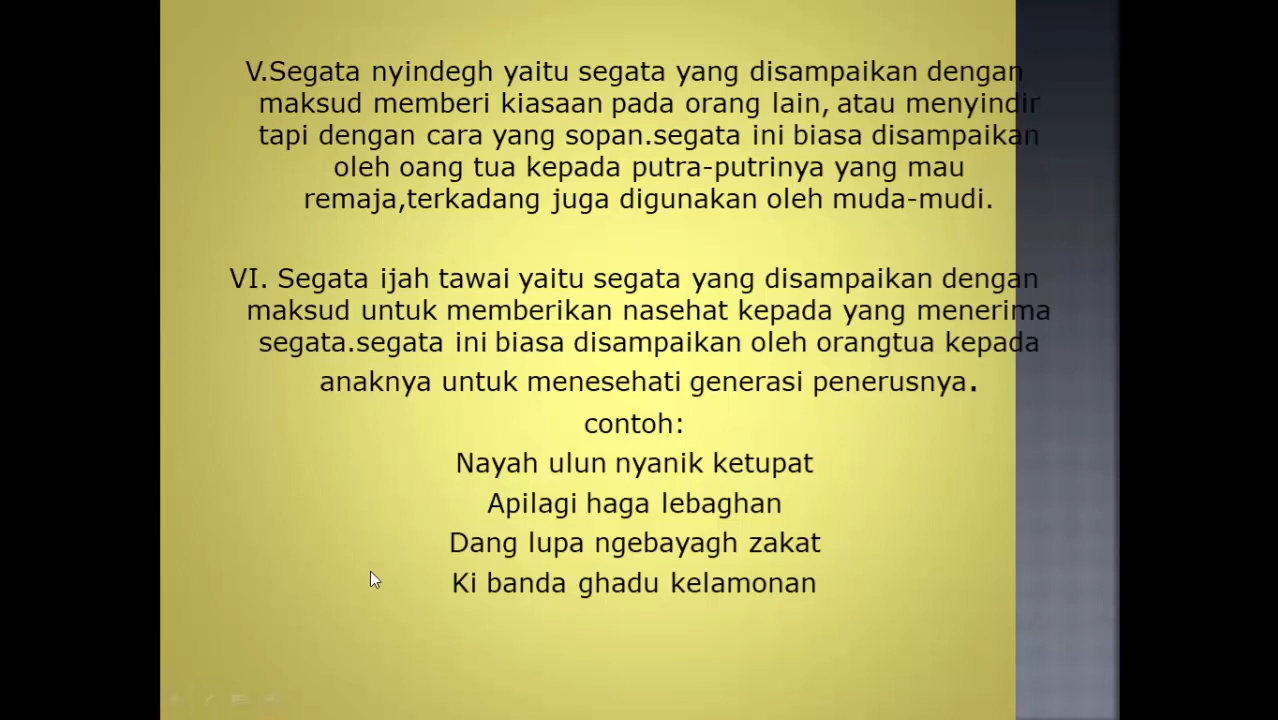 V.Segata nyindegh yaitu segata yang disampaikan dengan
maksud memberi kiasaan pada orang lain, atau menyindir
tapi dengan cara yang sopan.segata ini biasa disampaikan
oleh oang tua kepada putra-putrinya yang mau
remaja,terkadang juga digunakan oleh muda-mudi.
VI. Segata ijah tawai yaitu segata yang disampaikan dengan
maksud untuk memberikan nasehat kepada yang menerima
segata.segata ini biasa disampaikan oleh orangtua kepada
anaknya untuk menesehati generasi penerusnya.
contoh:
Nayah ulun nyanik ketupat
Apilagi haga lebaghan
Dang lupa ngebayagh zakat
Ki banda ghadu kelamonan